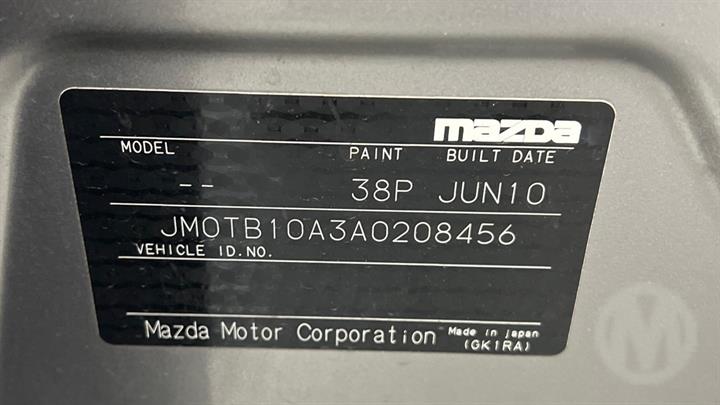 mazda
MODEL PAINT BUILT DATE
-- 38P JUN10
JM0TB10A3A0208456
VEHICLE ID.NO.
Mazda Motor Corporation Made in Japan
(GK1RA)
M